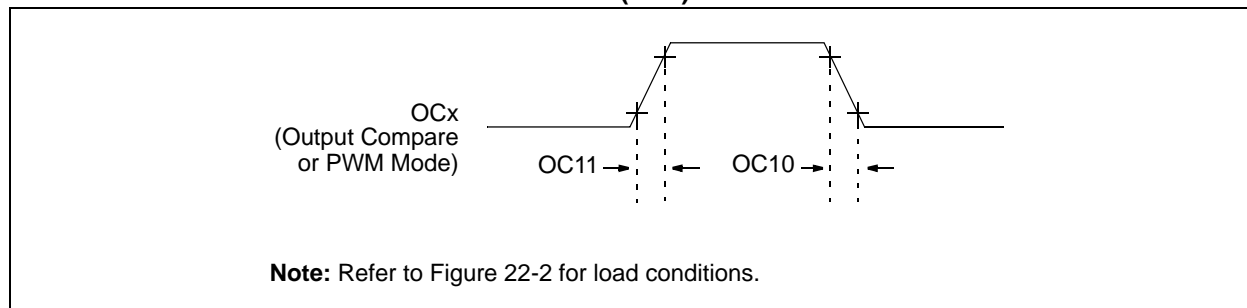 OCx
(Output Compare
or PWM Mode)
OC11
OC10
Note: Refer to Figure 22-2 for load conditions.